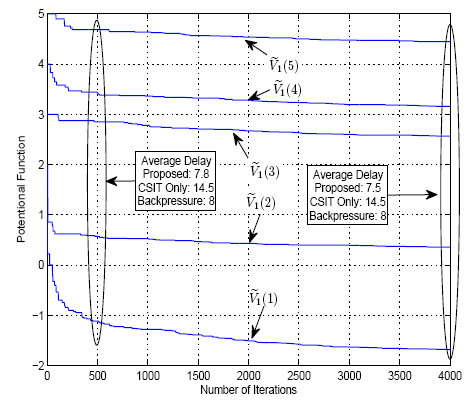 5
4
3
2
1
0
−1
−2
Potentional Function
Ṽ₁(5)
Ṽ₁(4)
Ṽ₁(3)
Ṽ₁(2)
Ṽ₁(1)
Average Delay
Proposed: 7.8
CSIT Only: 14.5
Backpressure: 8
Average Delay
Proposed: 7.5
CSIT Only: 14.5
Backpressure: 8
0 500 1000 1500 2000 2500 3000 3500 4000
Number of Iterations